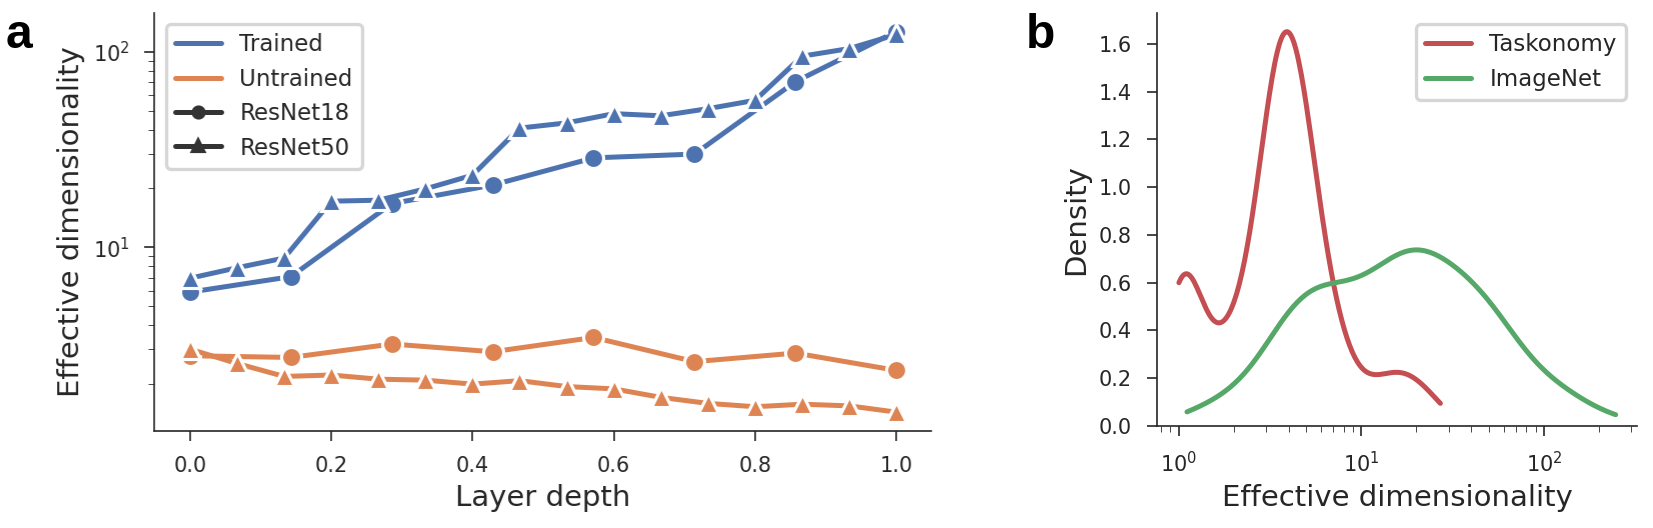 a
Effective dimensionality
10²
10¹
Trained
Untrained
ResNet18
ResNet50
0.0 0.2 0.4 0.6 0.8 1.0
Layer depth
b
Density
1.6
1.4
1.2
1.0
0.8
0.6
0.4
0.2
0.0
Taskonomy
ImageNet
10⁰ 10¹ 10²
Effective dimensionality